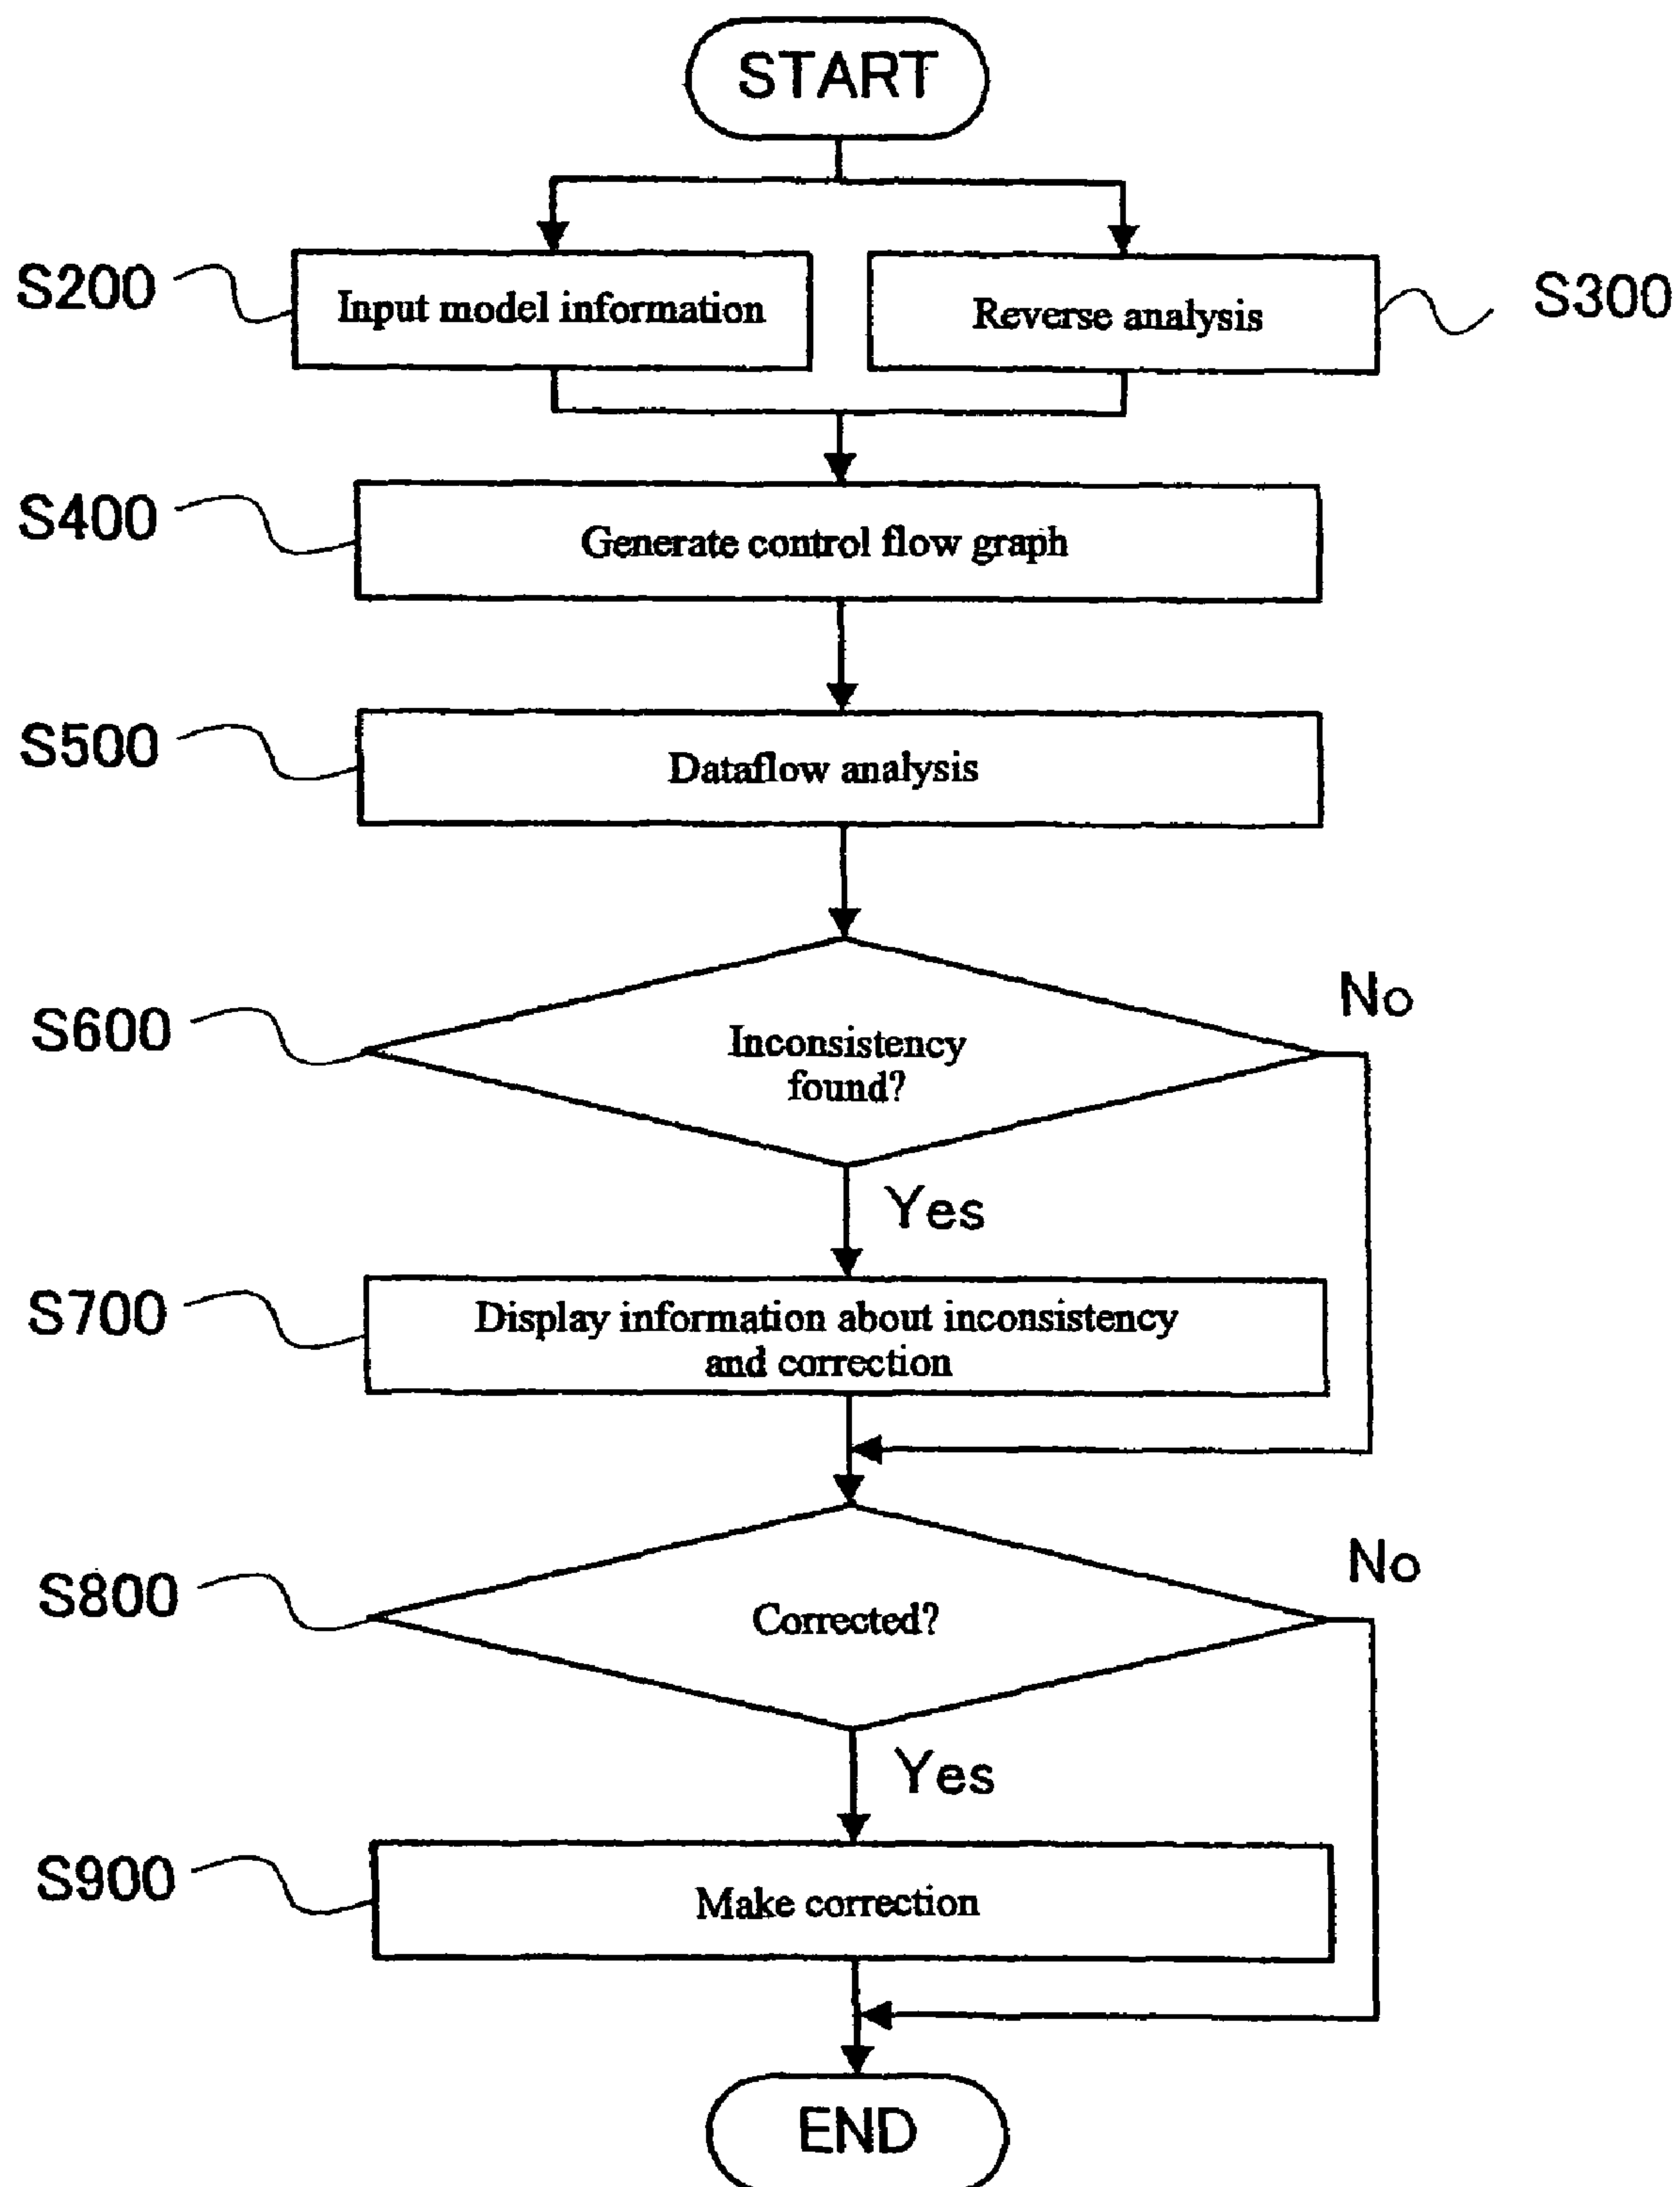 START
S200
Input model information
Reverse analysis
S300
S400
Generate control flow graph
S500
Dataflow analysis
S600
Inconsistency
found?
No
Yes
S700
Display information about inconsistency
and correction
S800
Corrected?
No
Yes
S900
Make correction
END